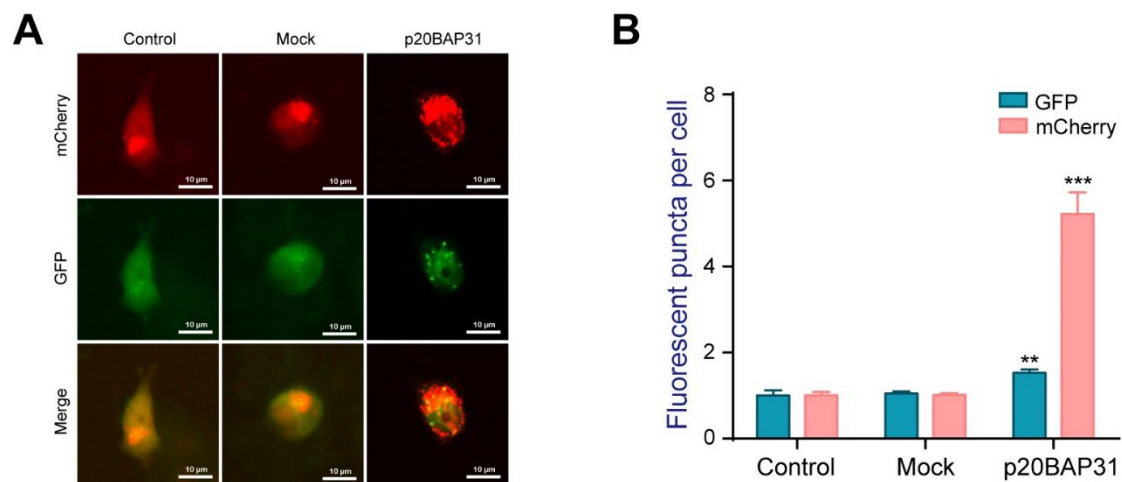 A
Control Mock p20BAP31
mCherry
10 µm 10 µm 10 µm
GFP
10 µm 10 µm 10 µm
Merge
10 µm 10 µm 10 µm
B
Fluorescent puncta per cell
8
6
4
2
0
GFP
mCherry
***
**
Control Mock p20BAP31